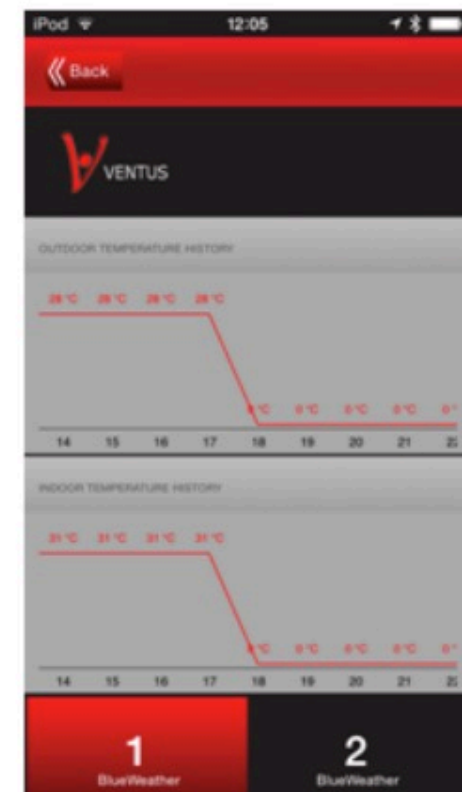 iPod 12:05
Back
VENTUS
OUTDOOR TEMPERATURE HISTORY
28 °C 28 °C 28 °C 28 °C
0 °C 0 °C 0 °C 0 °C 0 °
14 15 16 17 18 19 20 21
INDOOR TEMPERATURE HISTORY
31 °C 31 °C 31 °C 31 °C
0 °C 0 °C 0 °C 0 °C 0 °
14 15 16 17 18 19 20 21
1 2
BlueWeather BlueWeather